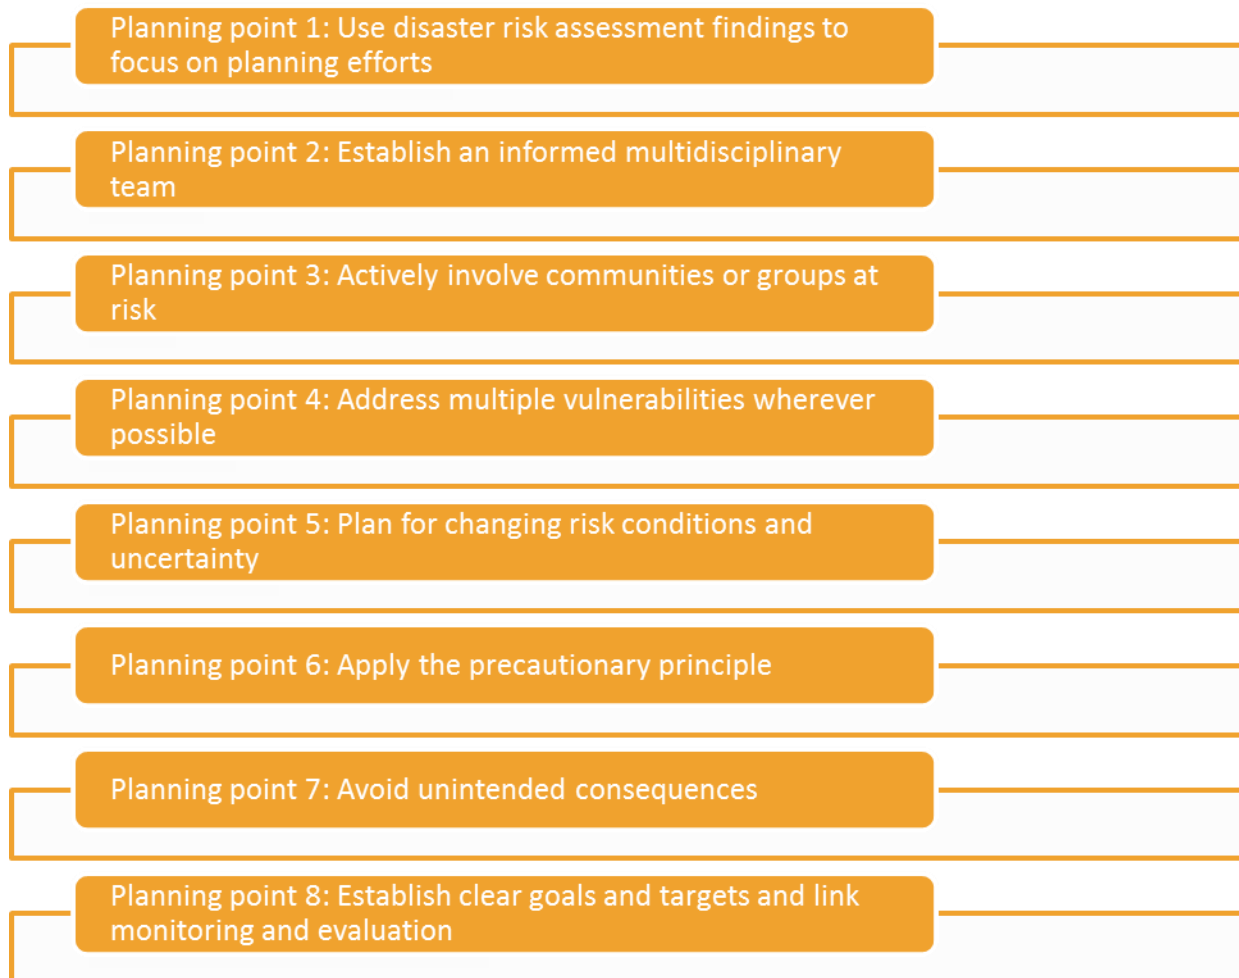 Planning point 1: Use disaster risk assessment findings to
focus on planning efforts
Planning point 2: Establish an informed multidisciplinary
team
Planning point 3: Actively involve communities or groups at
risk
Planning point 4: Address multiple vulnerabilities wherever
possible
Planning point 5: Plan for changing risk conditions and
uncertainty
Planning point 6: Apply the precautionary principle
Planning point 7: Avoid unintended consequences
Planning point 8: Establish clear goals and targets and link
monitoring and evaluation